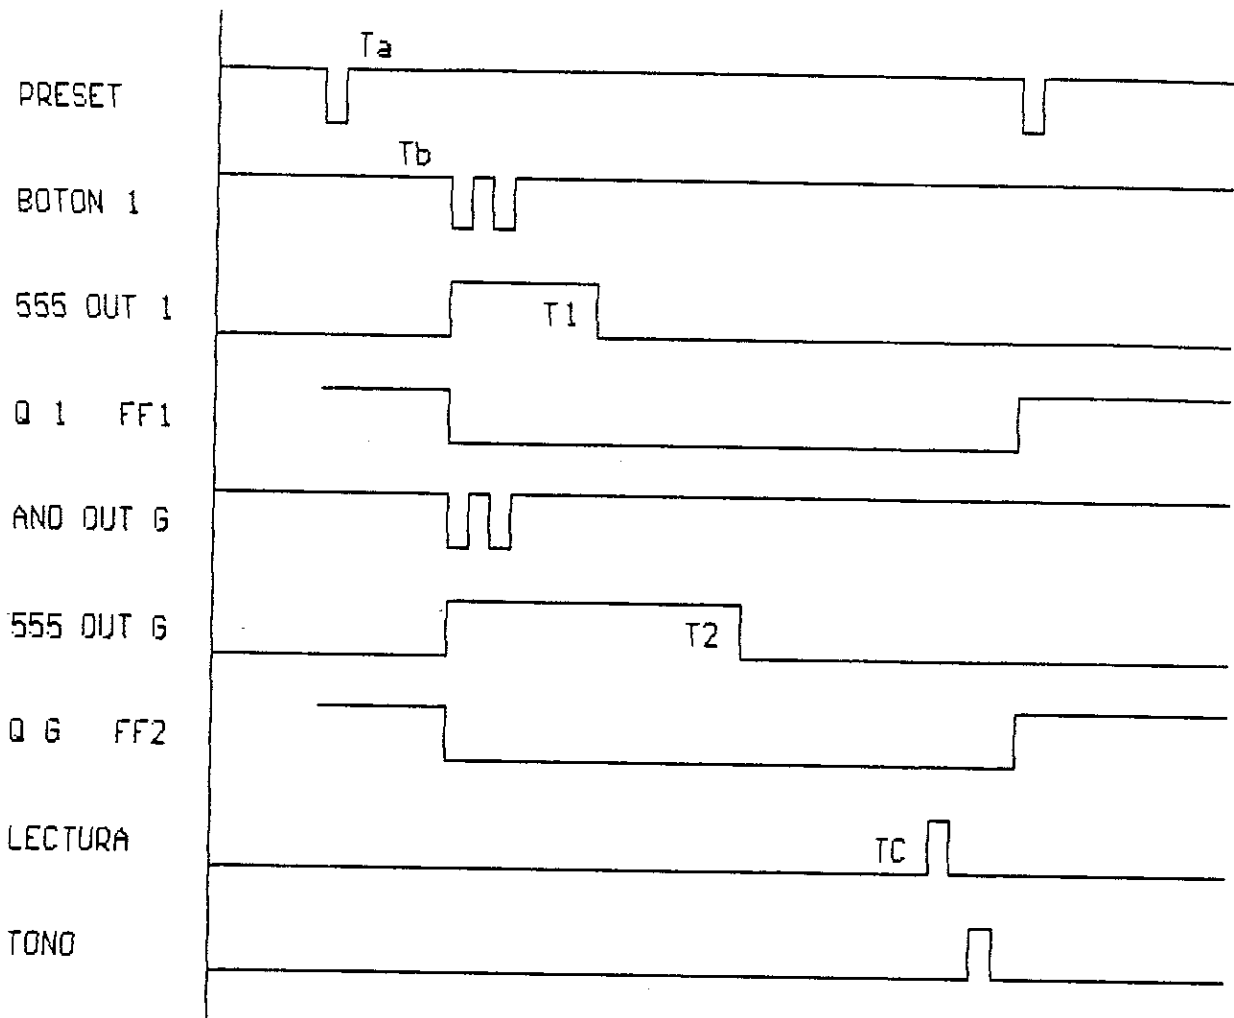 Ta
PRESET
Tb
BOTON 1
555 OUT 1
T1
Q 1 FF1
AND OUT G
555 OUT G
T2
Q G FF2
LECTURA
TC
TONO